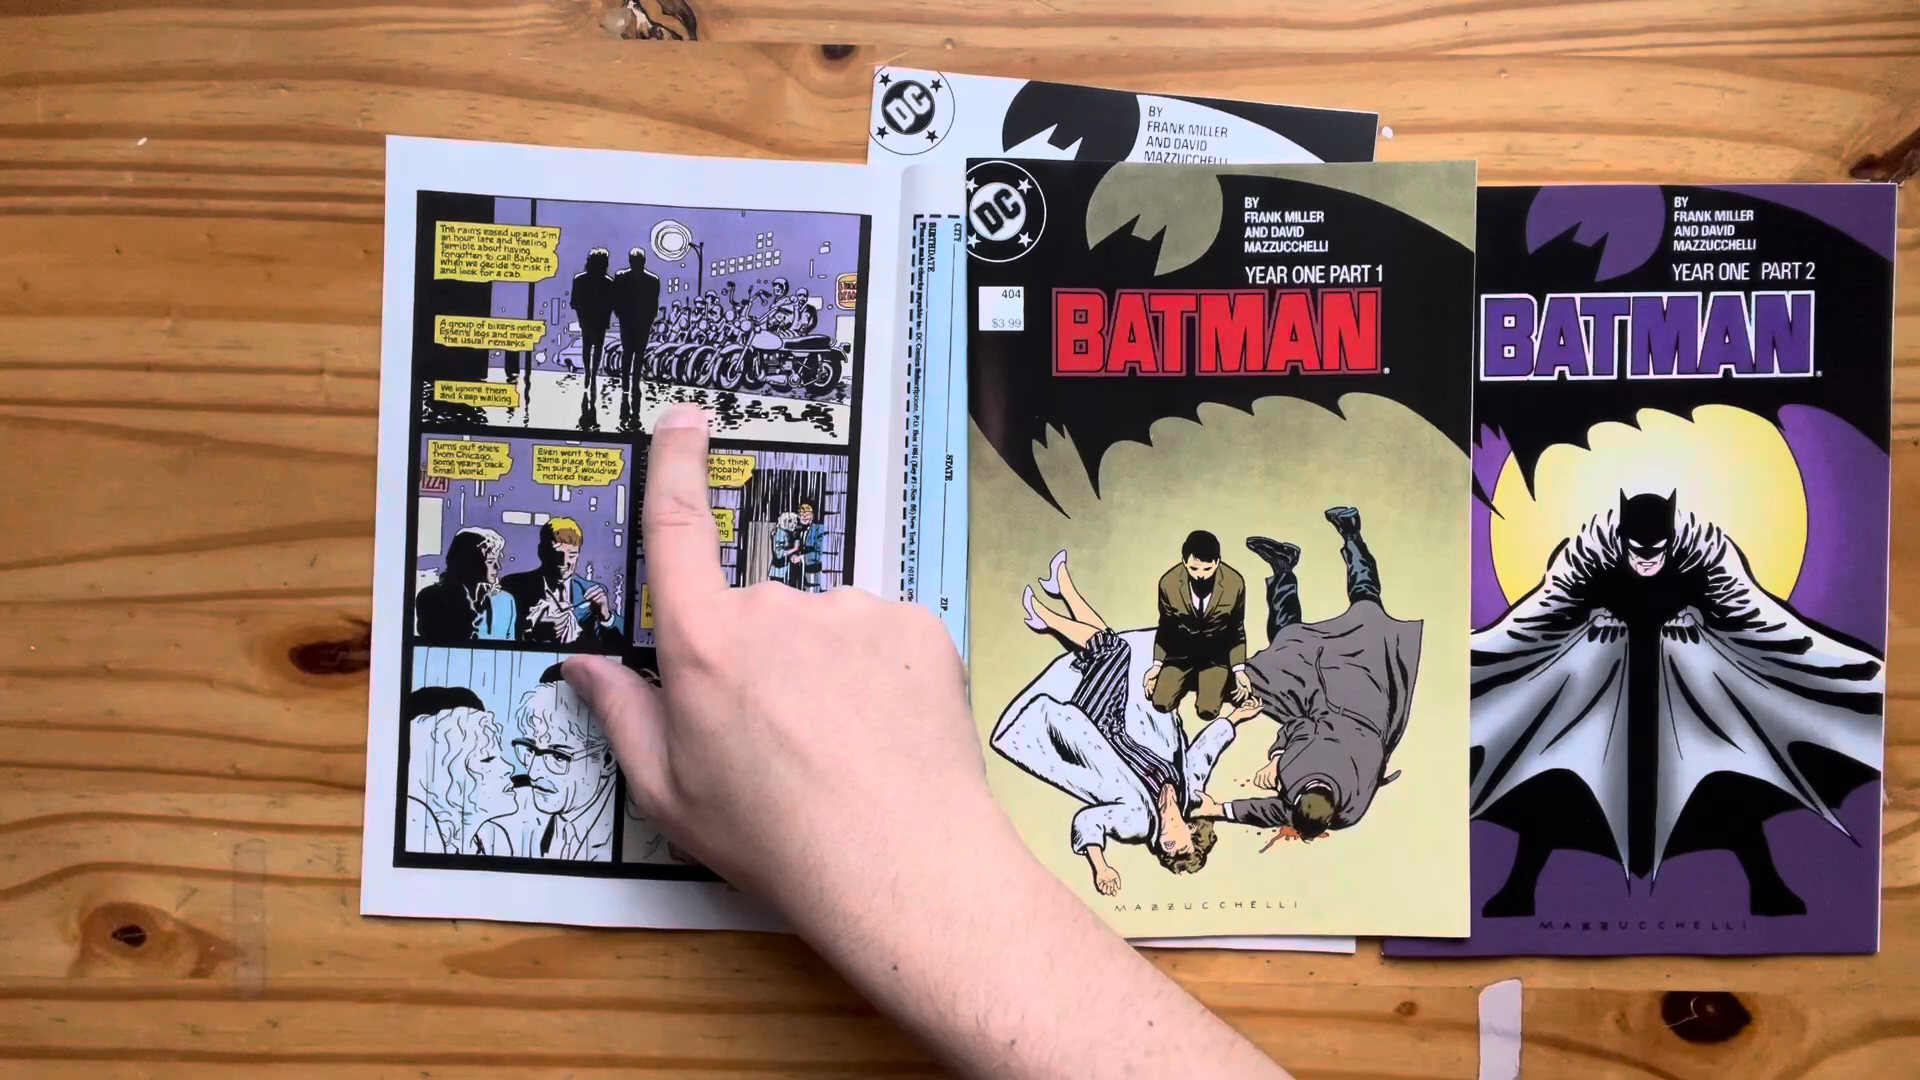 The rain's eased up and I'm
an hour late and feeling
terrible about having
forgotten to call Barbara
when we decide to risk it
and look for a cab.
A group of bikers notice
Essen's legs and make
the usual remarks.
We ignore them
and keep walking
Turns out she's
from Chicago,
some years back.
Small world.
Even went to the
same place for ribs
I'm sure I would've
noticed her...
to think
probably
then...
CITY
STATE
ZIP
BIRTHDATE
DC
BY
FRANK MILLER
AND DAVID
MAZZUCCHELLI
DC
BY
FRANK MILLER
AND DAVID
MAZZUCCHELLI
YEAR ONE PART 1
404
$3.99
BATMAN
MAZZUCCHELLI
BY
FRANK MILLER
AND DAVID
MAZZUCCHELLI
YEAR ONE PART 2
BATMAN
MAZZUCCHELLI